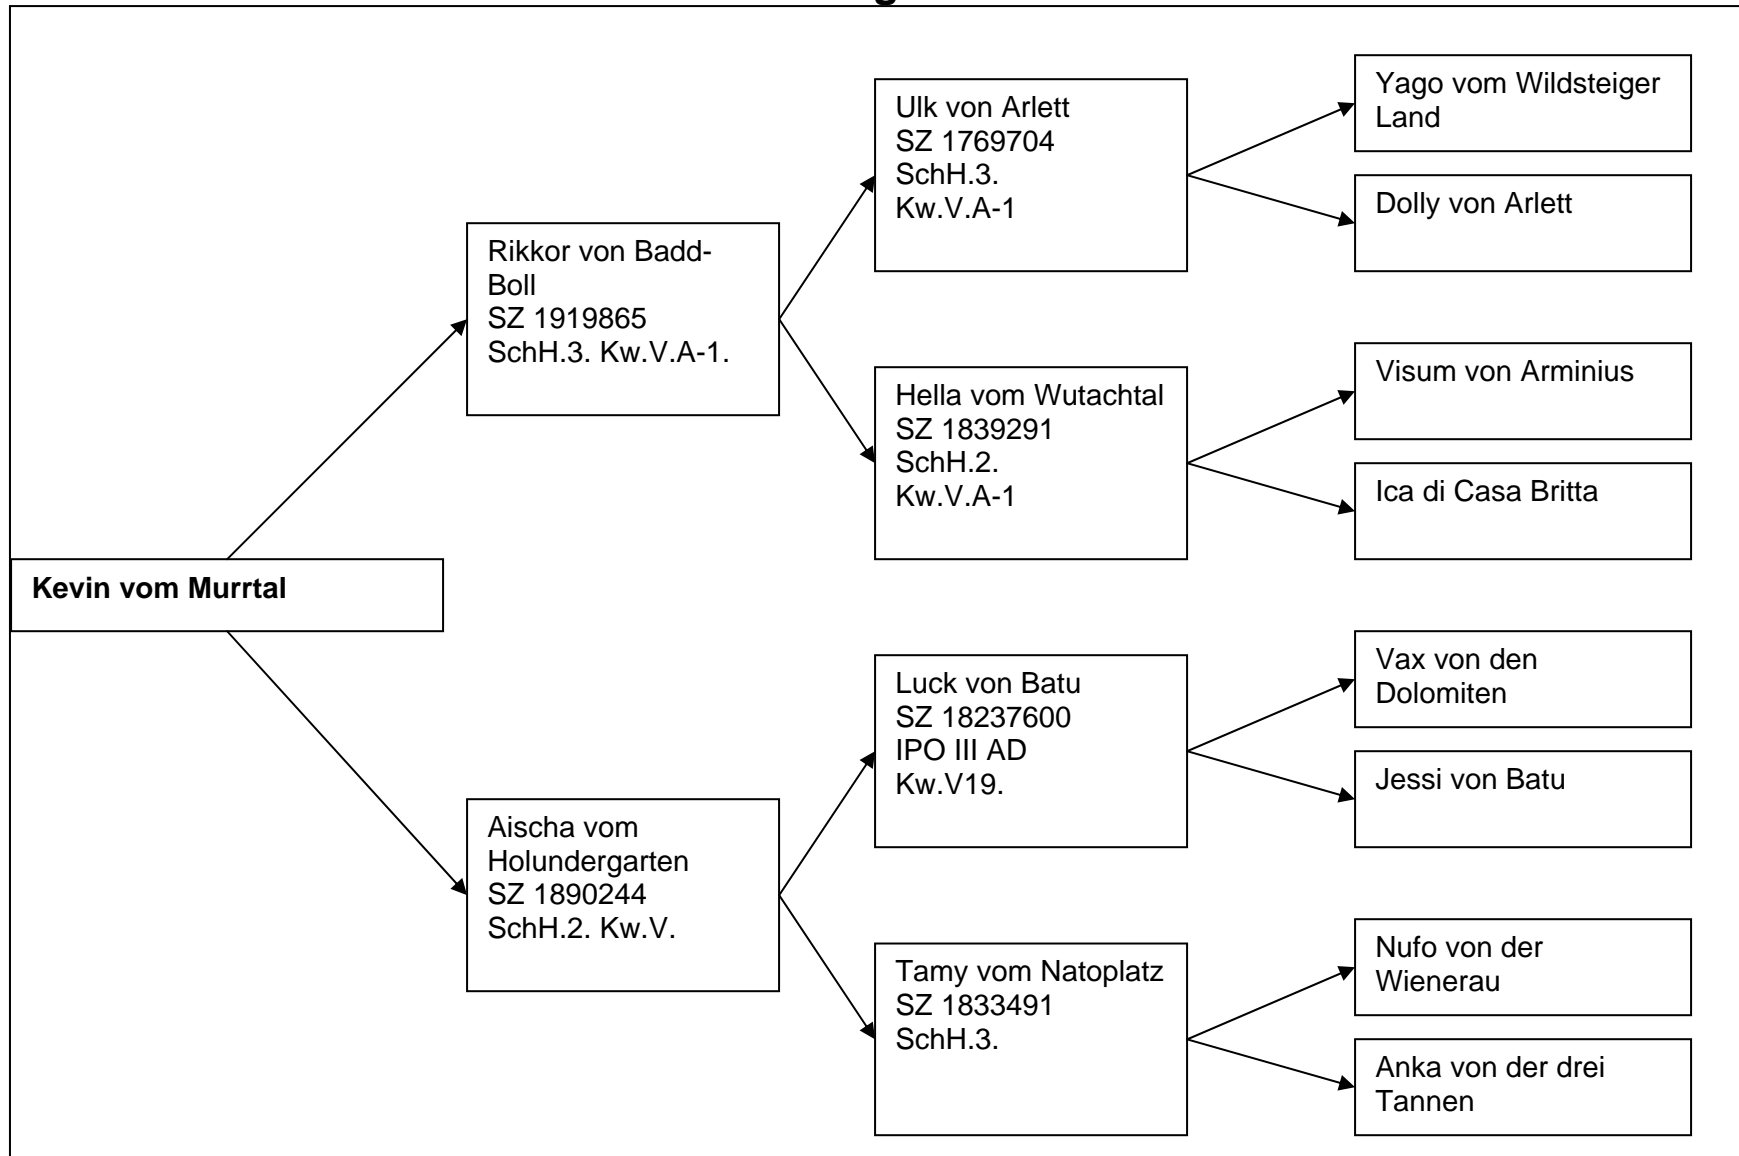 Yago vom Wildsteiger
Land
Ulk von Arlett
SZ 1769704
SchH.3.
Kw.V.A-1
Dolly von Arlett
Rikkor von Badd-
Boll
SZ 1919865
SchH.3. Kw.V.A-1.
Visum von Arminius
Hella vom Wutachtal
SZ 1839291
SchH.2.
Kw.V.A-1
Ica di Casa Britta
Kevin vom Murrtal
Vax von den
Dolomiten
Luck von Batu
SZ 18237600
IPO III AD
Kw.V19.
Jessi von Batu
Aischa vom
Holundergarten
SZ 1890244
SchH.2. Kw.V.
Nufo von der
Wienerau
Tamy vom Natoplatz
SZ 1833491
SchH.3.
Anka von der drei
Tannen